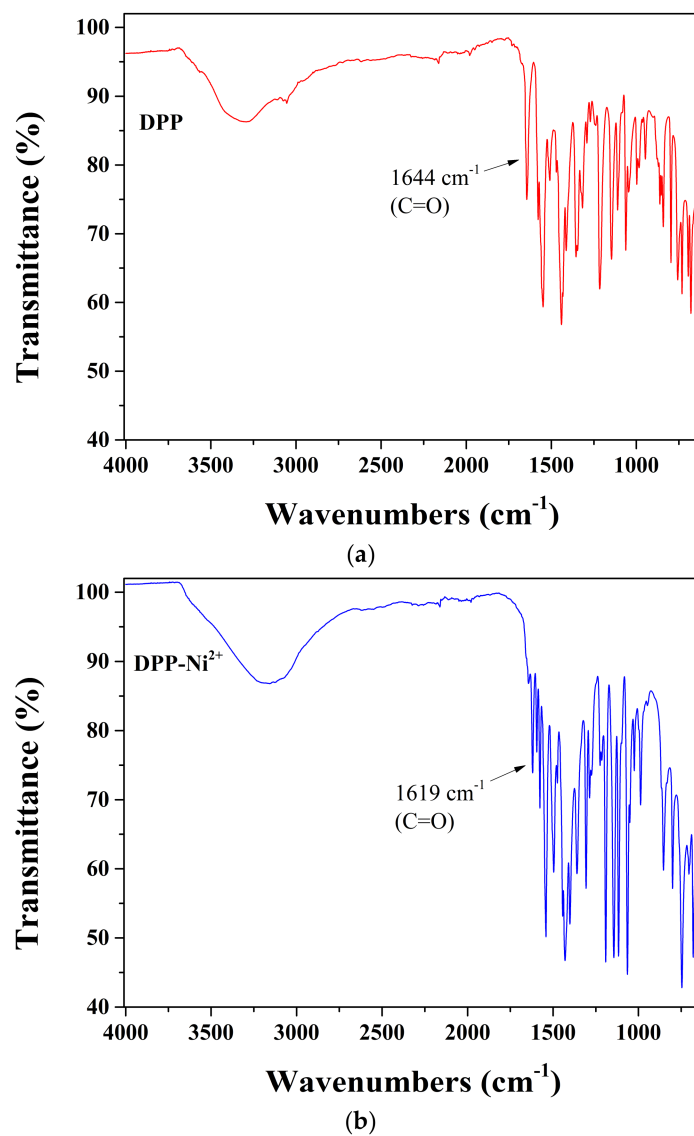 100
90
DPP
80
1644 cm⁻¹
(C=O)
70
60
50
40
Transmittance (%)
4000 3500 3000 2500 2000 1500 1000
Wavenumbers (cm⁻¹)
(a)
100
90
DPP-Ni²⁺
80
1619 cm⁻¹
(C=O)
70
60
50
40
Transmittance (%)
4000 3500 3000 2500 2000 1500 1000
Wavenumbers (cm⁻¹)
(b)